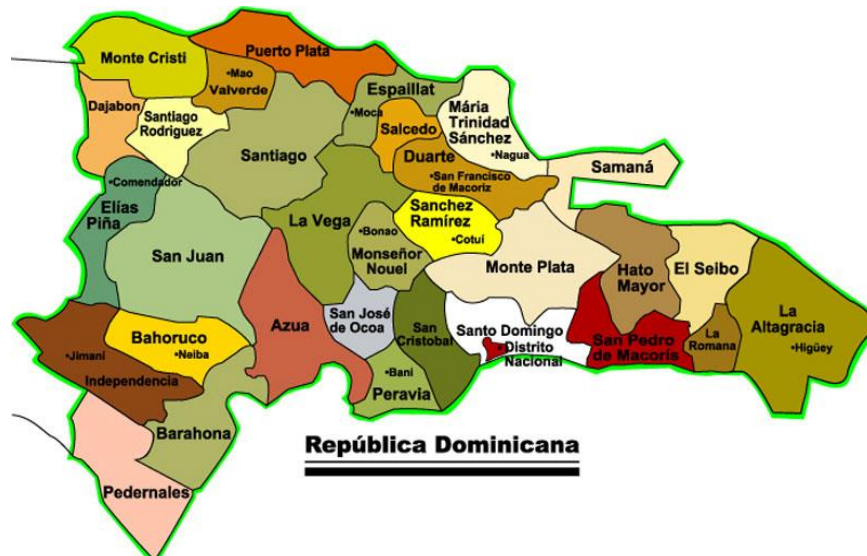 Monte Cristi
Puerto Plata
•Mao
Valverde
Espaillat
•Moca
Dajabon
Santiago
Rodriguez
Salcedo
Mária
Trinidad
Sánchez
•Nagua
Santiago
Duarte
•San Francisco
de Macoriz
Samaná
•Comendador
Elías
Piña
La Vega
Sanchez
Ramírez
•Cotuí
San Juan
•Bonao
Monseñor
Nouel
Monte Plata
Hato
Mayor
El Seibo
La
Altagracia
•Higüey
Azua
San José
de Ocoa
San
Cristobal
Santo Domingo
•Distrito
Nacional
San Pedro
de Macorís
La
Romana
Bahoruco
•Neiba
•Jimaní
Independencia
•Bani
Peravia
Barahona
República Dominicana
Pedernales